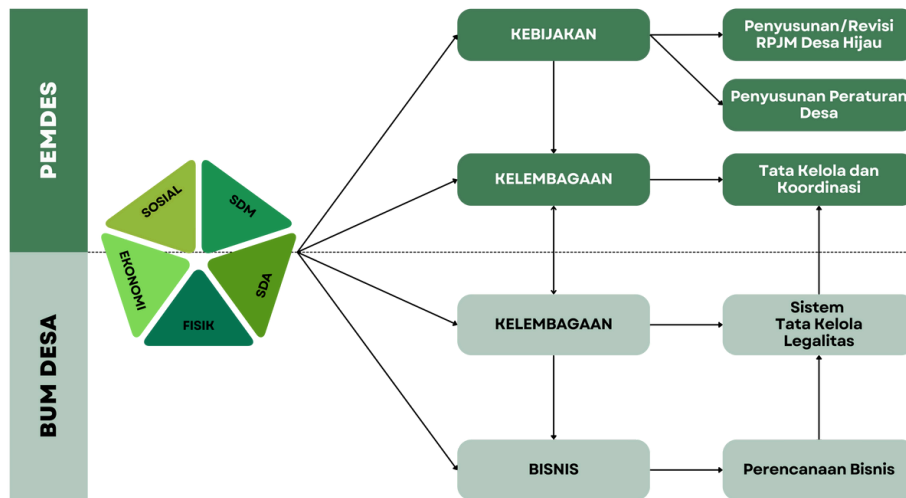 PEMDES
BUM DESA
SOSIAL
SDM
EKONOMI
SDA
FISIK
KEBIJAKAN
Penyusunan/Revisi
RPJM Desa Hijau
Penyusunan Peraturan
Desa
KELEMBAGAAN
Tata Kelola dan
Koordinasi
KELEMBAGAAN
Sistem
Tata Kelola
Legalitas
BISNIS
Perencanaan Bisnis